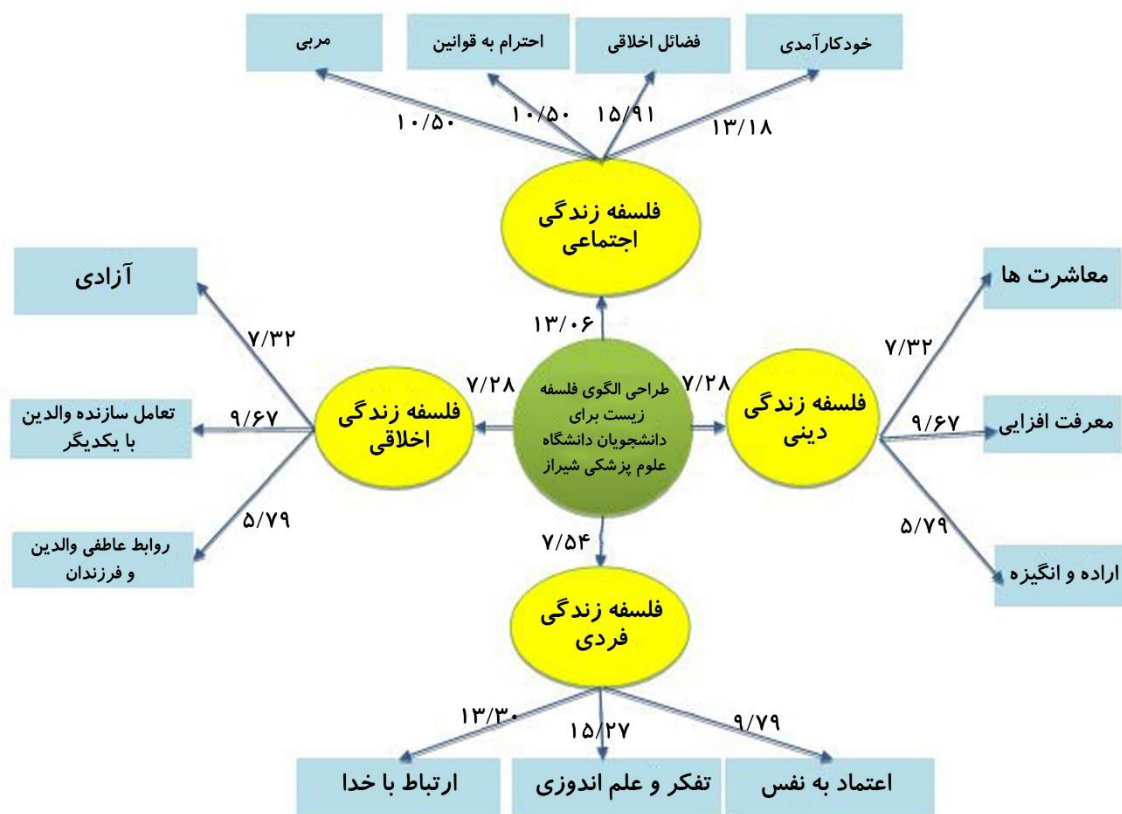 مربی
احترام به قوانین
فضائل اخلاقی
خودکارآمدی
۱۰/۵۰
۱۰/۵۰
۱۵/۹۱
۱۳/۱۸
فلسفه زندگی
اجتماعی
۱۳/۰۶
معاشرت ها
۷/۳۲
معرفت افزایی
۹/۶۷
اراده و انگیزه
۵/۷۹
فلسفه زندگی
دینی
۷/۲۸
طراحی الگوی فلسفه
زیست برای
دانشجویان دانشگاه
علوم پزشکی شیراز
۷/۲۸
فلسفه زندگی
اخلاقی
آزادی
۷/۳۲
تعامل سازنده والدین
با یکدیگر
۹/۶۷
روابط عاطفی والدین
و فرزندان
۵/۷۹
۷/۵۴
فلسفه زندگی
فردی
۹/۷۹
۱۵/۲۷
۱۳/۳۰
اعتماد به نفس
تفکر و علم اندوزی
ارتباط با خدا